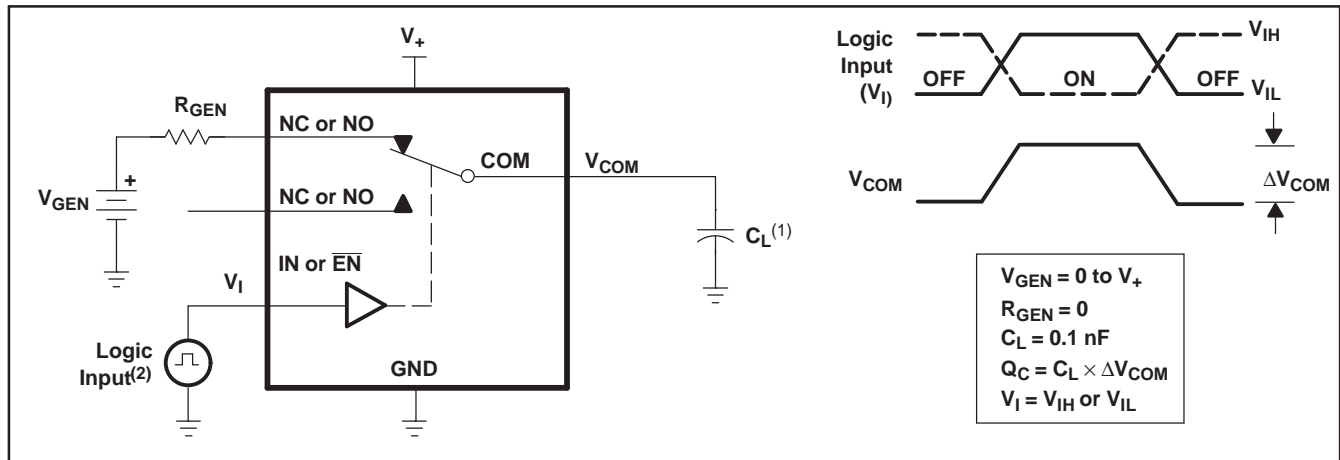 V+
RGEN
NC or NO
COM
VCOM
VGEN
+
NC or NO
CL(1)
IN or E̅N̅
VI
Logic
Input(2)
GND
Logic
Input
(VI)
OFF
ON
OFF
VIH
VIL
VCOM
ΔVCOM
VGEN = 0 to V+
RGEN = 0
CL = 0.1 nF
QC = CL × ΔVCOM
VI = VIH or VIL